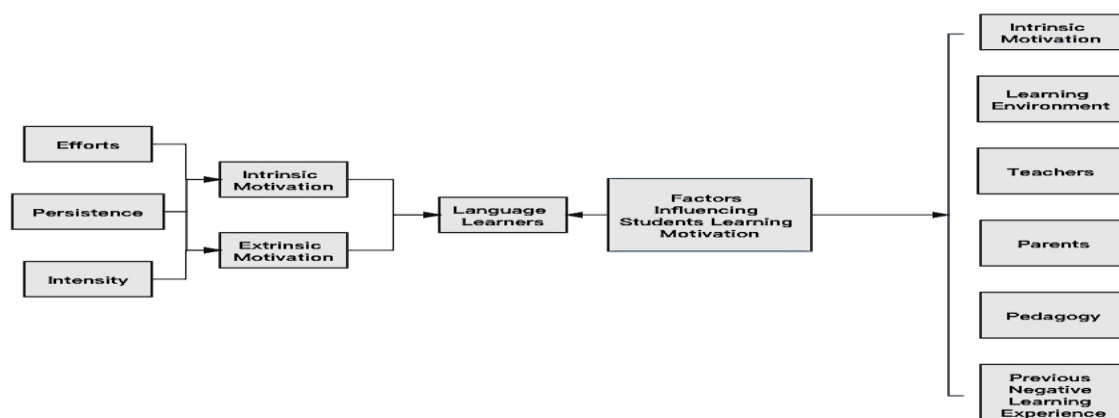 Efforts
Persistence
Intensity
Intrinsic
Motivation
Extrinsic
Motivation
Language
Learners
Factors
Influencing
Students Learning
Motivation
Intrinsic
Motivation
Learning
Environment
Teachers
Parents
Pedagogy
Previous
Negative
Learning
Experience